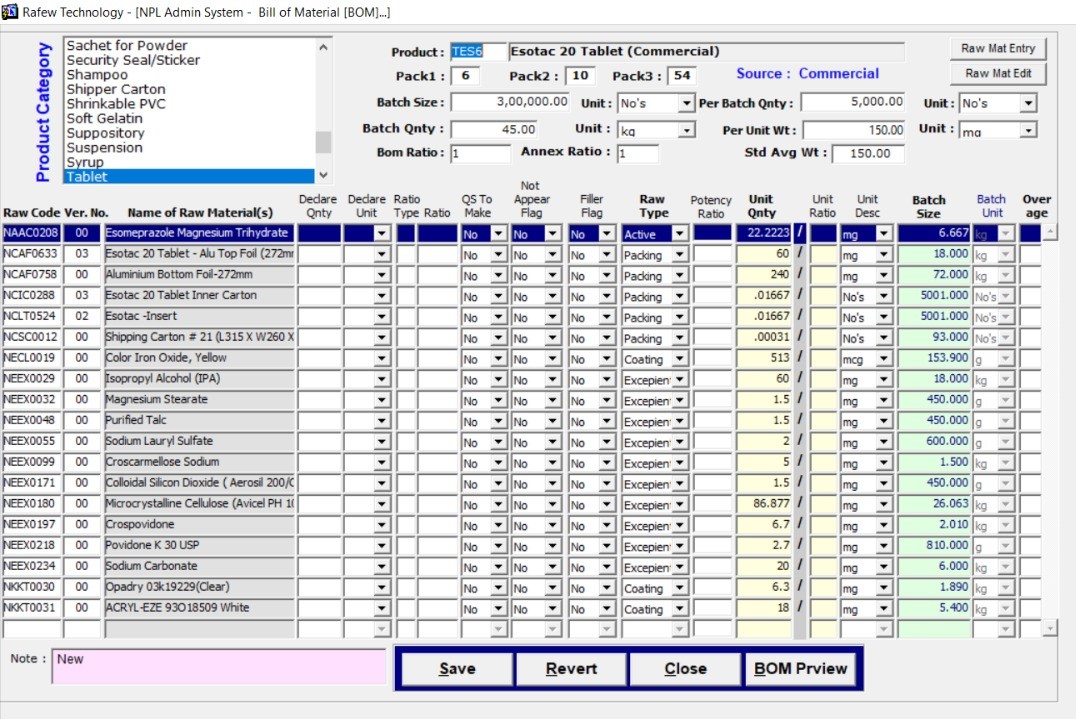 Rafew Technology - [NPL Admin System - Bill of Material [BOM]...]
Product Category
Sachet for Powder
Security Seal/Sticker
Shampoo
Shipper Carton
Shrinkable PVC
Soft Gelatin
Suppository
Suspension
Syrup
Tablet
Product : TES6 Esotac 20 Tablet (Commercial) Raw Mat Entry
Pack1 : 6 Pack2 : 10 Pack3 : 54 Source : Commercial Raw Mat Edit
Batch Size : 3,00,000.00 Unit : No's Per Batch Qnty : 5,000.00 Unit : No's
Batch Qnty : 45.00 Unit : kg Per Unit Wt : 150.00 Unit : mg
Bom Ratio : 1 Annex Ratio : 1 Std Avg Wt : 150.00
Raw Code Ver. No. Name of Raw Material(s) Declare Qnty Declare Unit Ratio Type Ratio QS To Make Not Appear Flag Filler Flag Raw Type Potency Ratio Unit Qnty Unit Ratio Unit Desc Batch Size Batch Unit Over age
NAAC0208 00 Esomeprazole Magnesium Trihydrate No No No Active 22.2223 / mg 6.667 kg
NCAF0633 03 Esotac 20 Tablet - Alu Top Foil (272mm No No No Packing 60 / mg 18.000 kg
NCAF0758 00 Aluminium Bottom Foil-272mm No No No Packing 240 / mg 72.000 kg
NCIC0288 03 Esotac 20 Tablet Inner Carton No No No Packing .01667 / No's 5001.000 No's
NCLT0524 02 Esotac -Insert No No No Packing .01667 / No's 5001.000 No's
NCSC0012 00 Shipping Carton # 21 (L315 X W260 X No No No Packing .00031 / No's 93.000 No's
NECL0019 00 Color Iron Oxide, Yellow No No No Coating 513 / mcg 153.900 g
NEEX0029 00 Isopropyl Alcohol (IPA) No No No Excepien 60 / mg 18.000 kg
NEEX0032 00 Magnesium Stearate No No No Excepien 1.5 / mg 450.000 g
NEEX0048 00 Purified Talc No No No Excepien 1.5 / mg 450.000 g
NEEX0055 00 Sodium Lauryl Sulfate No No No Excepien 2 / mg 600.000 g
NEEX0099 00 Croscarmellose Sodium No No No Excepien 5 / mg 1.500 kg
NEEX0171 00 Colloidal Silicon Dioxide ( Aerosil 200/C No No No Excepien 1.5 / mg 450.000 g
NEEX0180 00 Microcrystalline Cellulose (Avicel PH 10 No No No Excepien 86.877 / mg 26.063 kg
NEEX0197 00 Crospovidone No No No Excepien 6.7 / mg 2.010 kg
NEEX0218 00 Povidone K 30 USP No No No Excepien 2.7 / mg 810.000 g
NEEX0234 00 Sodium Carbonate No No No Excepien 20 / mg 6.000 kg
NKKT0030 00 Opadry 03k19229(Clear) No No No Coating 6.3 / mg 1.890 kg
NKKT0031 00 ACRYL-EZE 93O18509 White No No No Coating 18 / mg 5.400 kg
Note : New
Save Revert Close BOM Prview